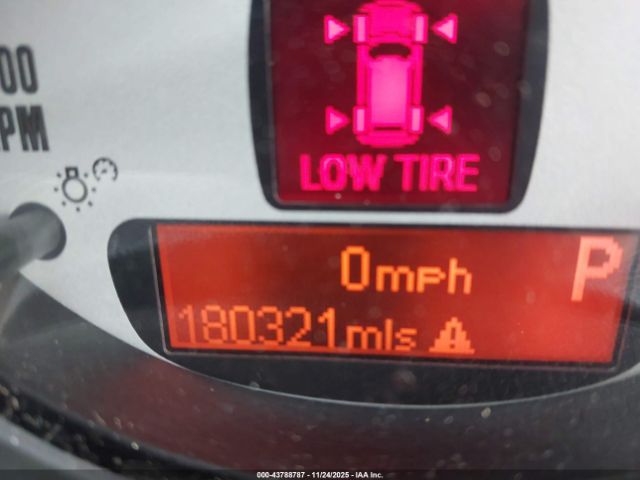 00
PM
LOW TIRE
0mph
P
180321mls
000-43788787 - 11/24/2025 - IAA Inc.